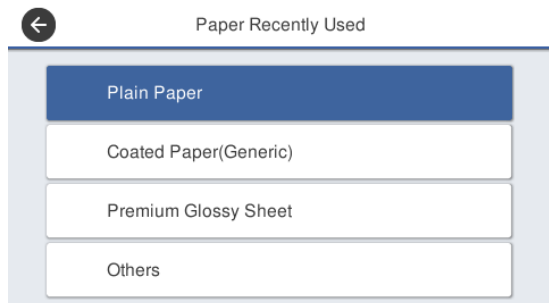 Paper Recently Used
Plain Paper
Coated Paper(Generic)
Premium Glossy Sheet
Others